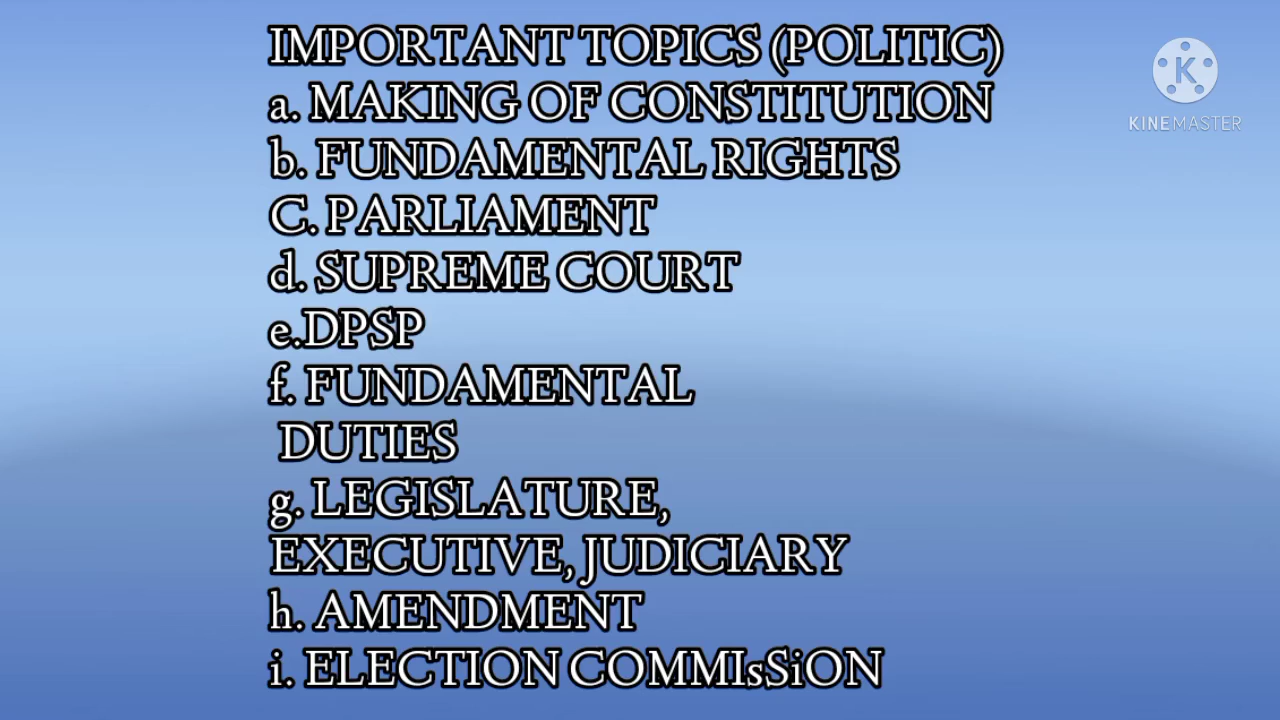 IMPORTANT TOPICS (POLITIC)
a. MAKING OF CONSTITUTION
b. FUNDAMENTAL RIGHTS
C. PARLIAMENT
d. SUPREME COURT
e.DPSP
f. FUNDAMENTAL
DUTIES
g. LEGISLATURE,
EXECUTIVE, JUDICIARY
h. AMENDMENT
i. ELECTION COMMIsSiON
K
KINEMASTER